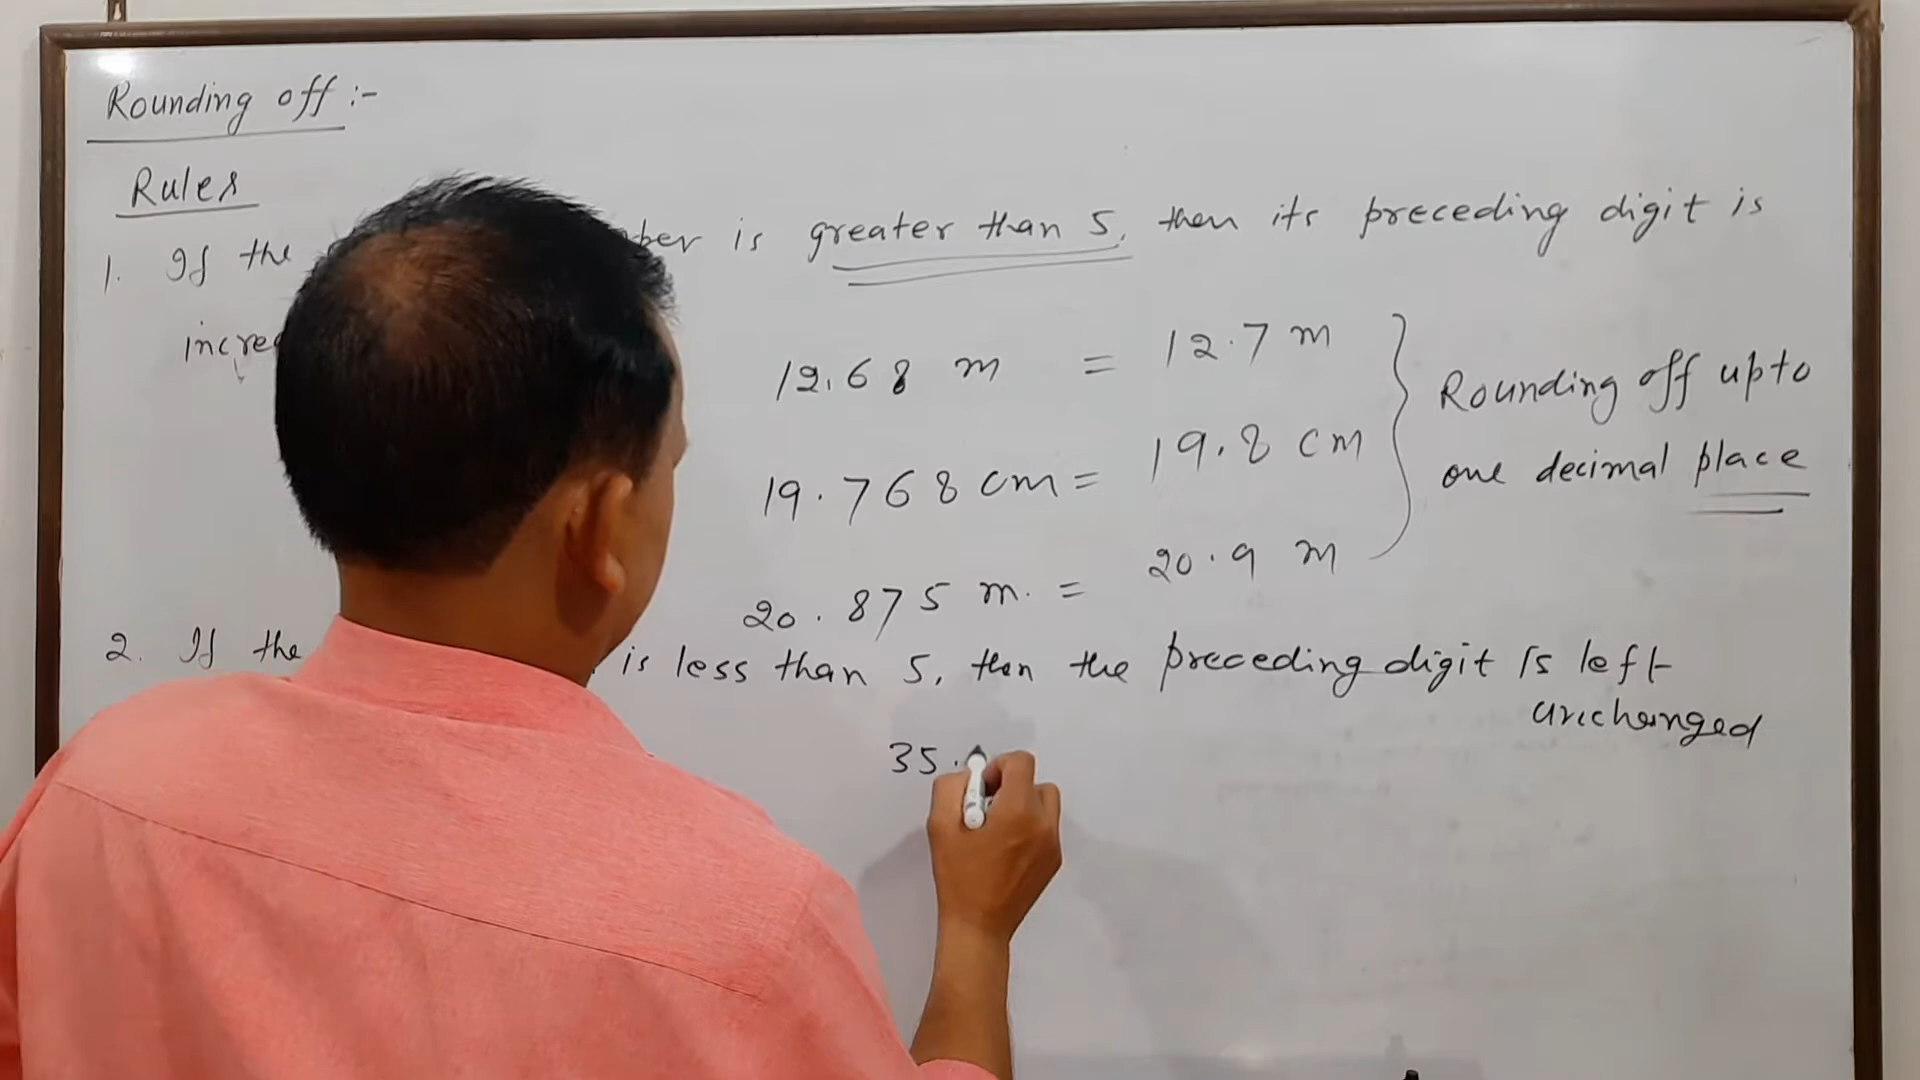 Rounding off :-
Rules
1. If the is greater than 5, then its preceding digit is
12.68 m = 12.7 m
19.768 cm = 19.8 cm
20.875 m. = 20.9 m
Rounding off upto
one decimal place
2. If the is less than 5, then the preceding digit is left
unchanged
35.